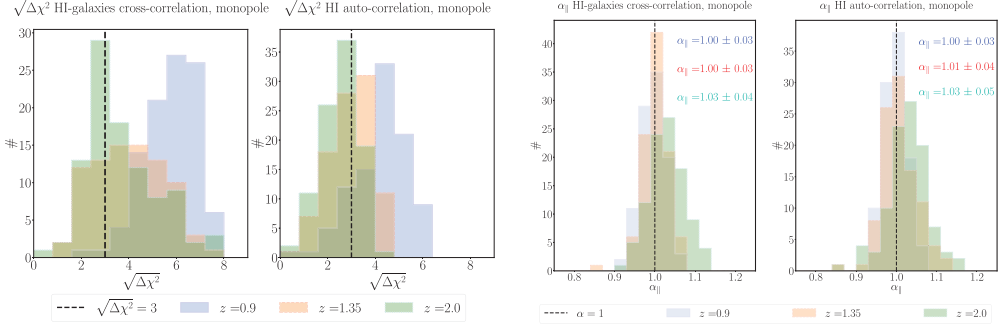 √Δχ² HI-galaxies cross-correlation, monopole
√Δχ² HI auto-correlation, monopole
α∥ HI-galaxies cross-correlation, monopole
α∥ HI auto-correlation, monopole
30
25
20
15
10
5
0
#
0 2 4 6 8
√Δχ²
35
30
25
20
15
10
5
0
#
0 2 4 6 8
√Δχ²
√Δχ² = 3
z =0.9
z =1.35
z =2.0
40
35
30
25
20
15
10
5
0
#
α∥ =1.00 ± 0.03
α∥ =1.00 ± 0.03
α∥ =1.03 ± 0.04
0.8 0.9 1.0 1.1 1.2
α∥
35
30
25
20
15
10
5
0
#
α∥ =1.00 ± 0.03
α∥ =1.01 ± 0.04
α∥ =1.03 ± 0.05
0.8 0.9 1.0 1.1 1.2
α∥
α = 1
z =0.9
z =1.35
z =2.0